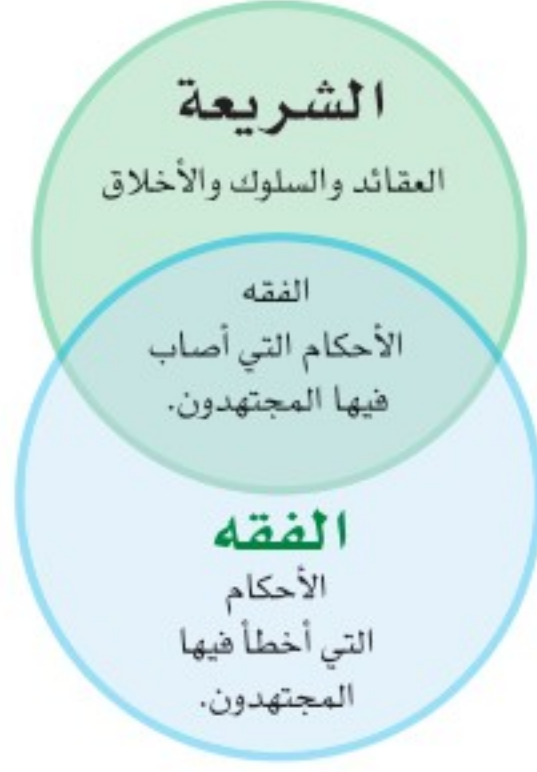 الشريعة
العقائد والسلوك والأخلاق
الفقه
الأحكام التي أصاب
فيها المجتهدون.
الفقه
الأحكام
التي أخطأ فيها
المجتهدون.